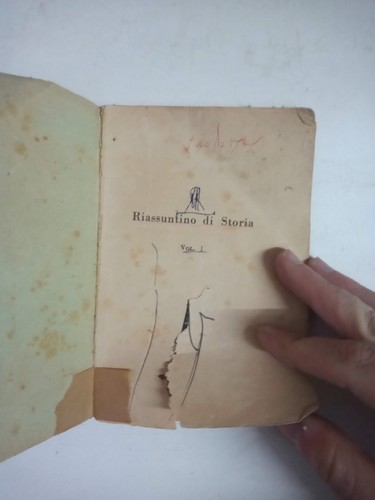 Riassuntino di Storia
Vol. I